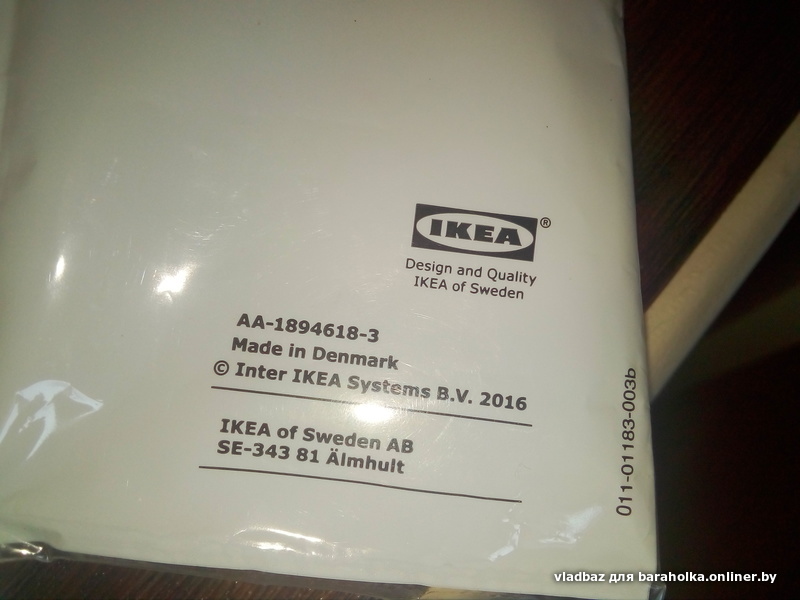 IKEA®
Design and Quality
IKEA of Sweden
AA-1894618-3
Made in Denmark
© Inter IKEA Systems B.V. 2016
IKEA of Sweden AB
SE-343 81 Älmhult
011-01183-003b
vladbaz для baraholka.onliner.by